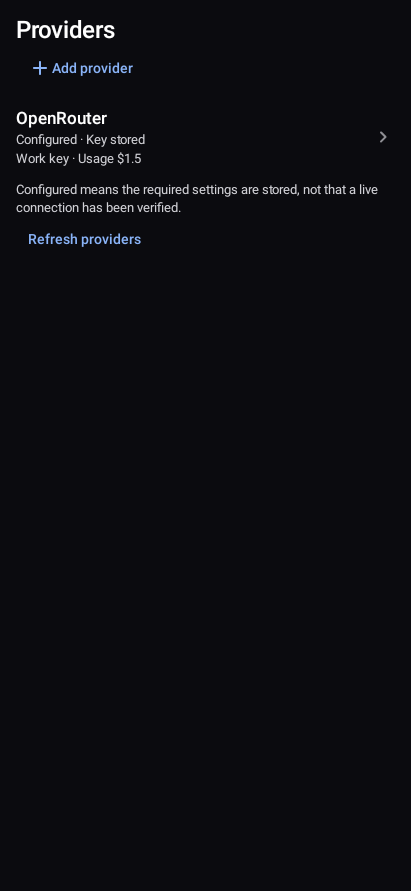 Providers
Add provider
OpenRouter
Configured · Key stored
Work key · Usage $1.5
Configured means the required settings are stored, not that a live
connection has been verified.
Refresh providers